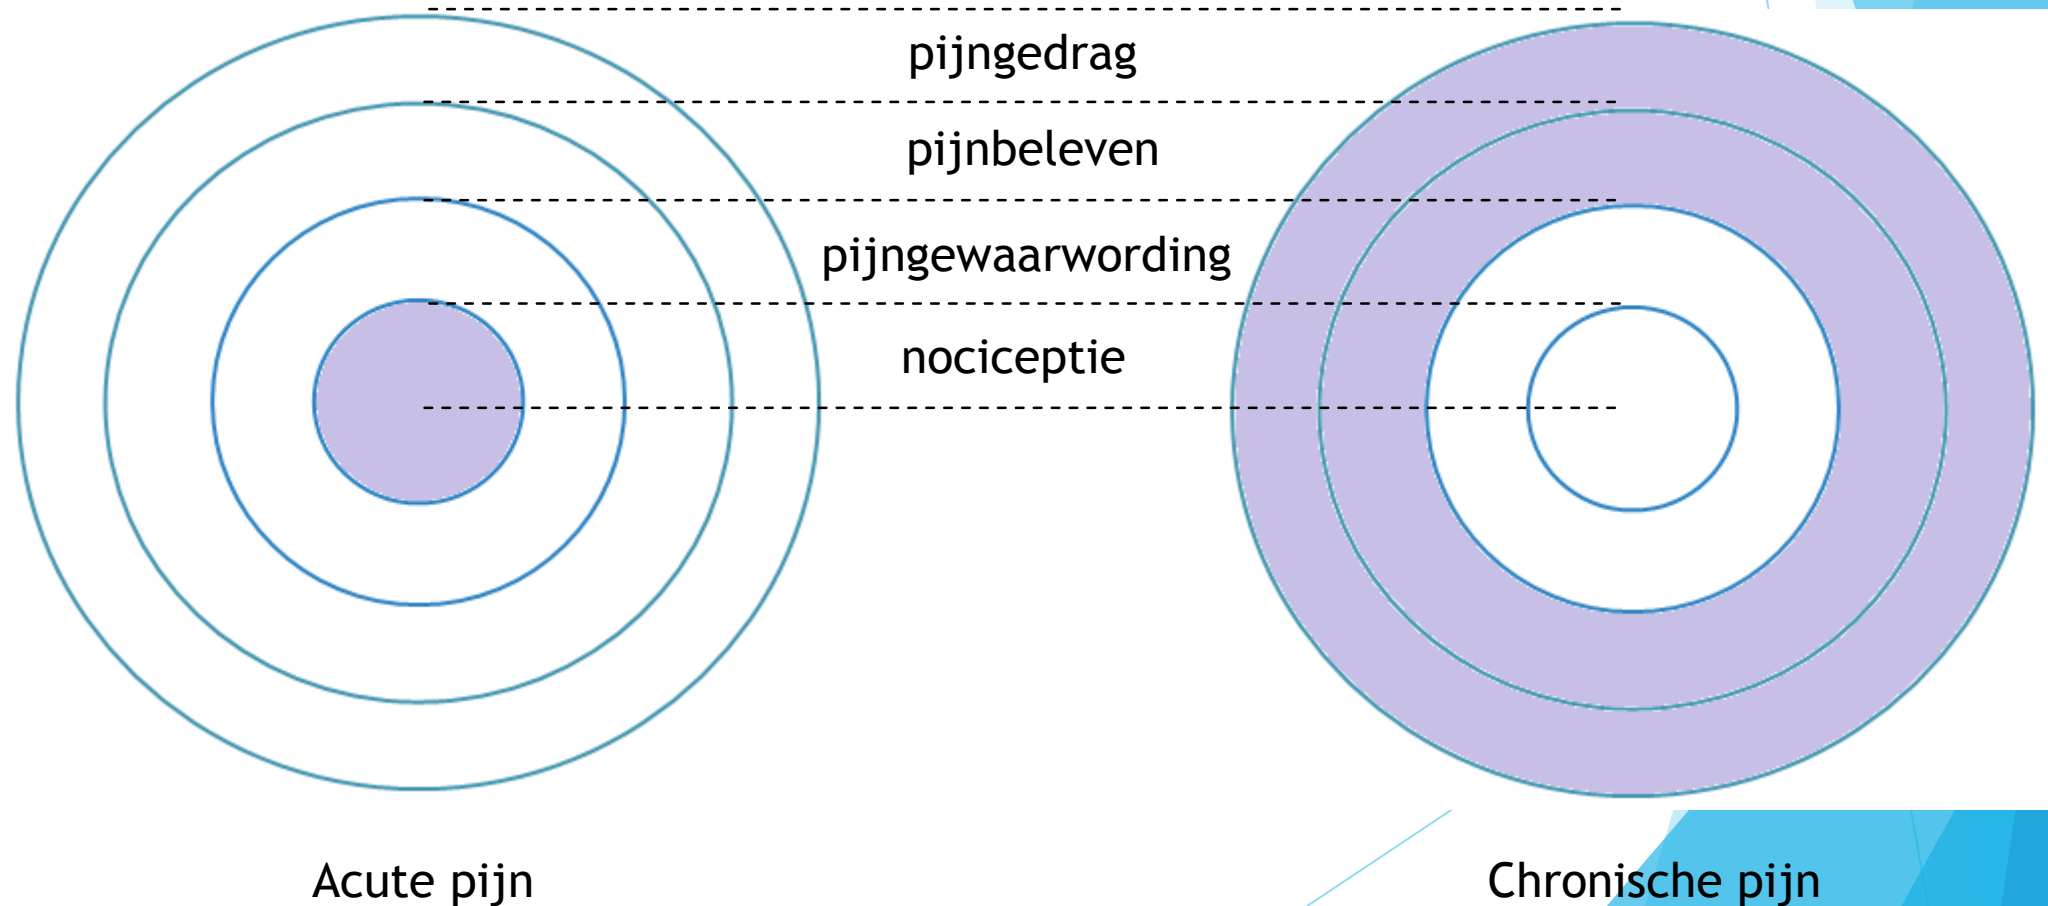 pijngedrag
pijnbeleven
pijngewaarwording
nociceptie
Acute pijn
Chronische pijn